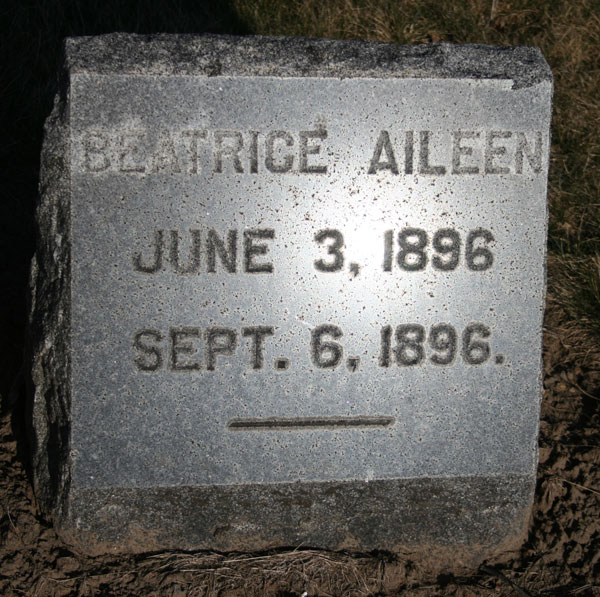 BEATRICE AILEEN
JUNE 3, 1896
SEPT. 6, 1896.